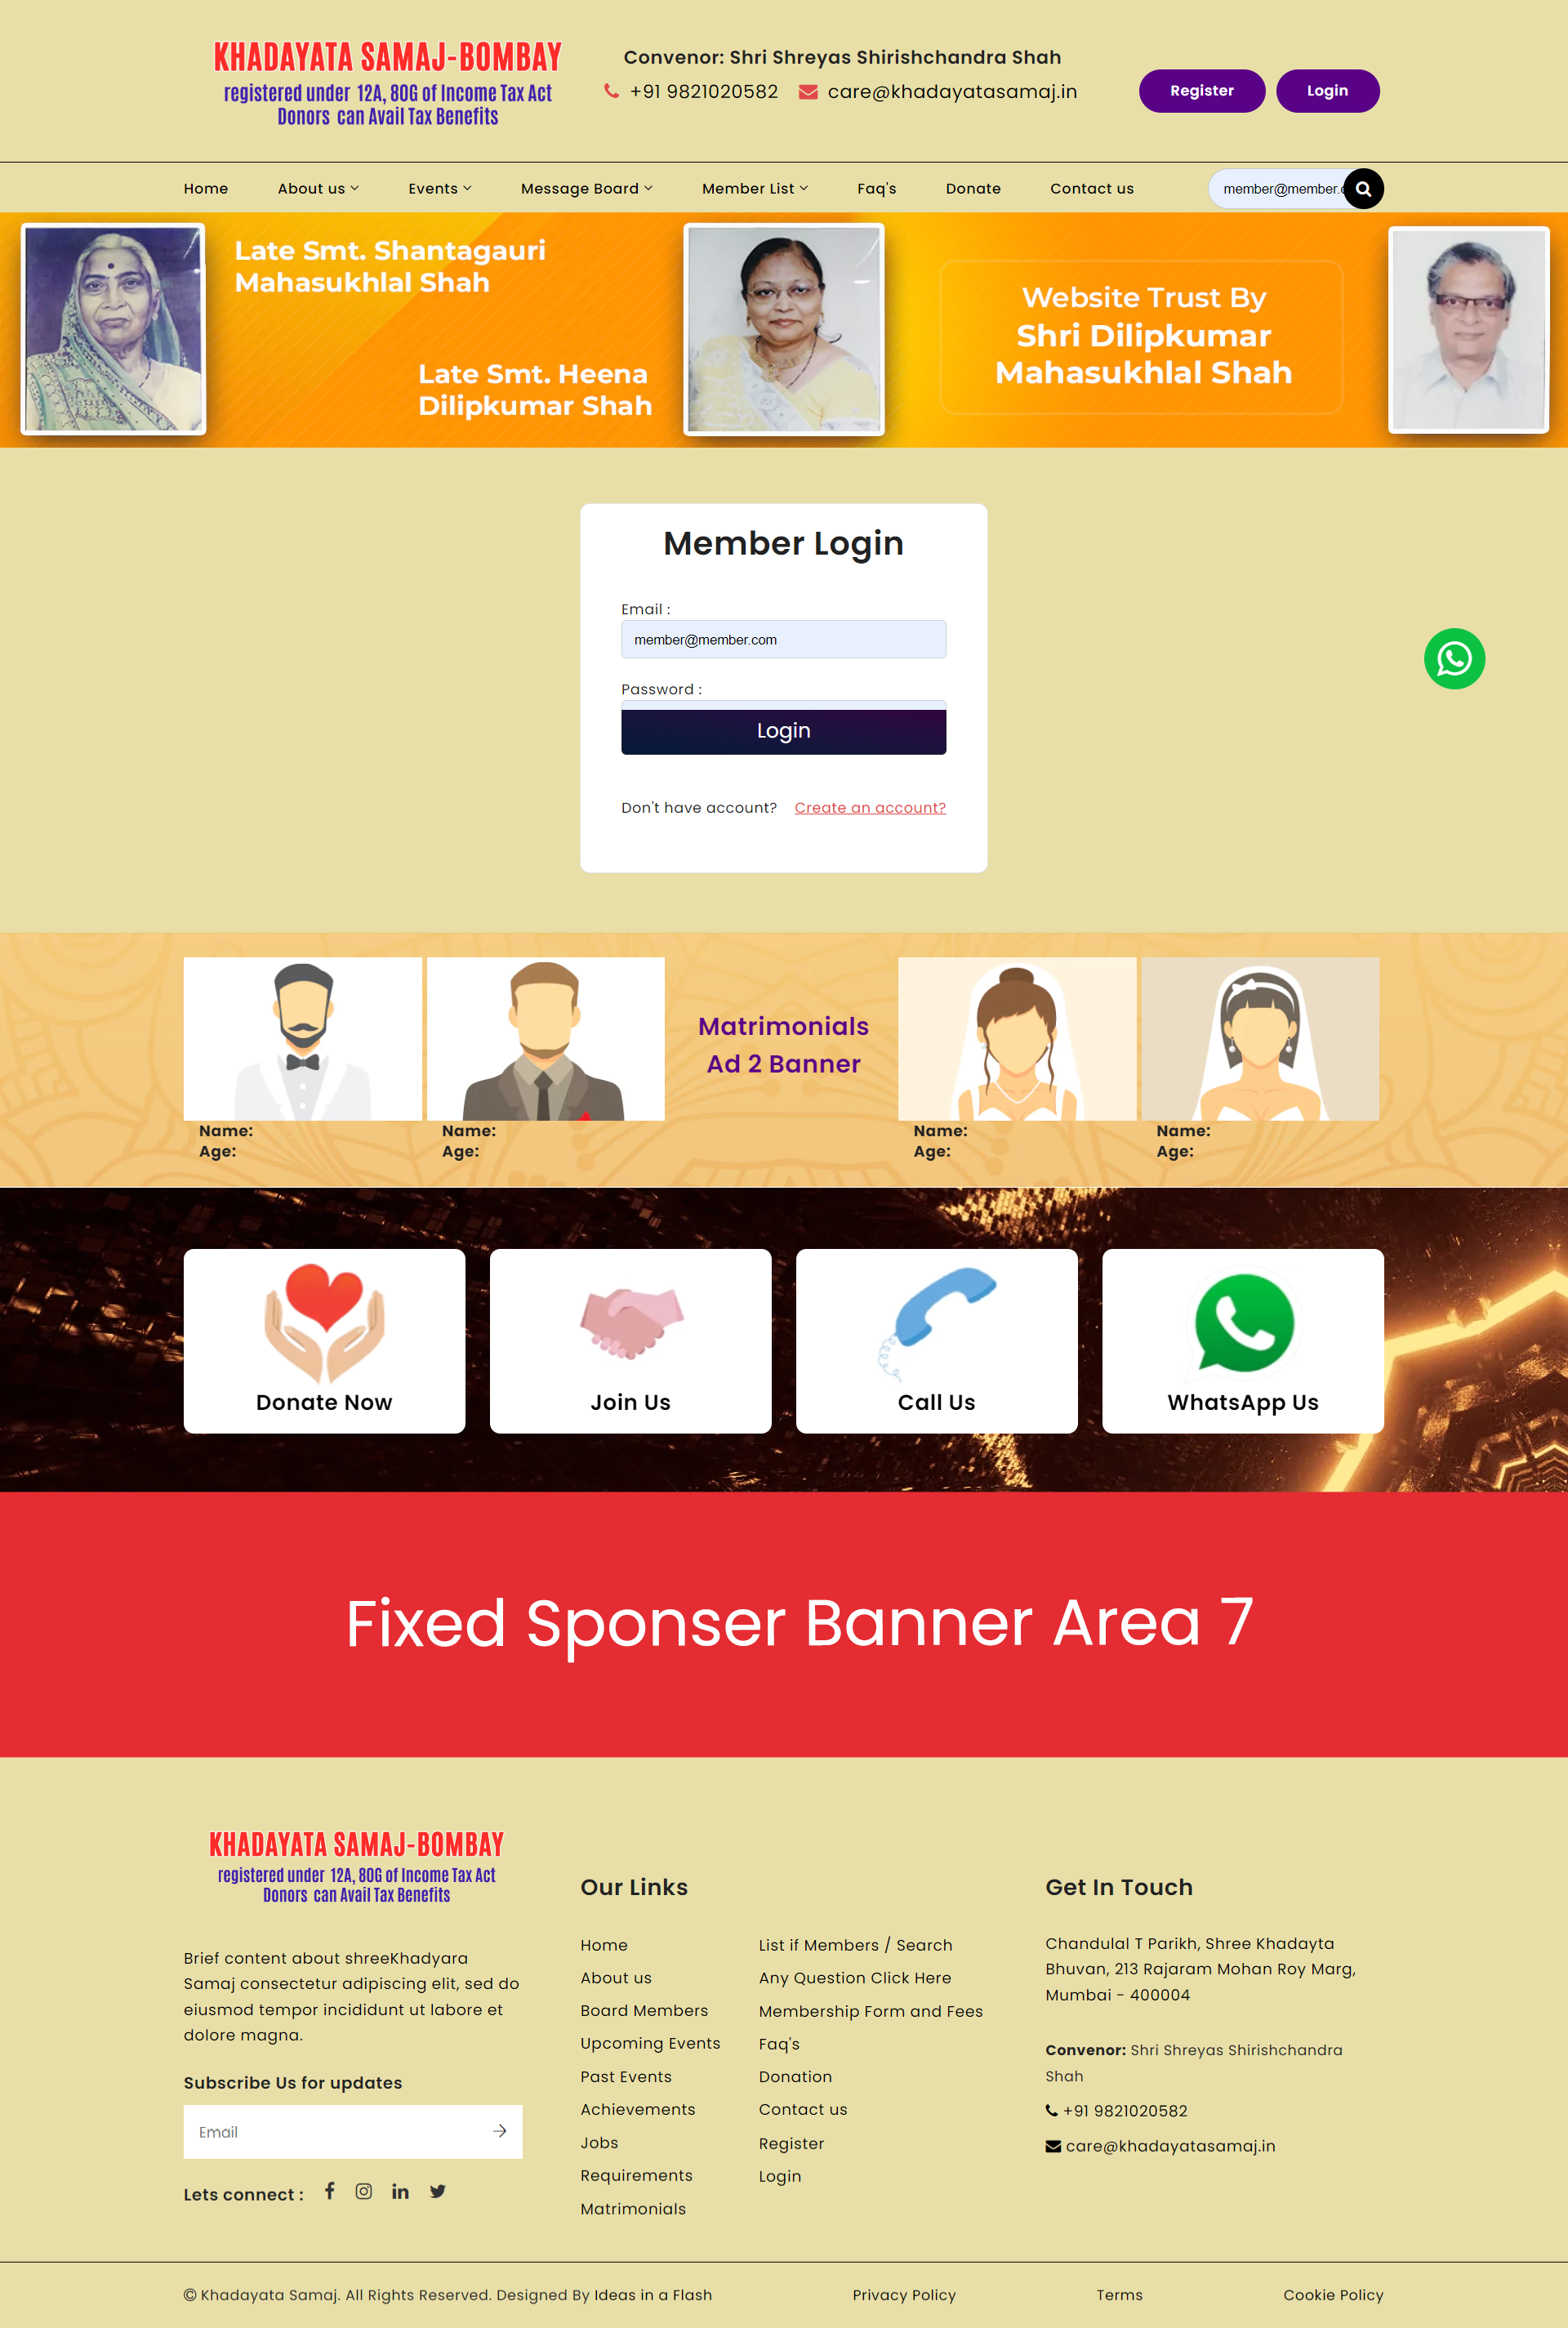 KHADAYATA SAMAJ-BOMBAY
registered under 12A, 80G of Income Tax Act
Donors can Avail Tax Benefits
Convenor: Shri Shreyas Shirishchandra Shah
+91 9821020582 care@khadayatasamaj.in
Register Login
Home About us Events Message Board Member List Faq's Donate Contact us
member@member.c
Late Smt. Shantagauri
Mahasukhlal Shah
Late Smt. Heena
Dilipkumar Shah
Website Trust By
Shri Dilipkumar
Mahasukhlal Shah
Member Login
Email :
member@member.com
Password :
Login
Don't have account? Create an account?
Matrimonials
Ad 2 Banner
Name:
Age:
Name:
Age:
Name:
Age:
Name:
Age:
Donate Now
Join Us
Call Us
WhatsApp Us
Fixed Sponser Banner Area 7
KHADAYATA SAMAJ-BOMBAY
registered under 12A, 80G of Income Tax Act
Donors can Avail Tax Benefits
Brief content about shreeKhadyara
Samaj consectetur adipiscing elit, sed do
eiusmod tempor incididunt ut labore et
dolore magna.
Subscribe Us for updates
Email
Lets connect :
Our Links
Home
About us
Board Members
Upcoming Events
Past Events
Achievements
Jobs
Requirements
Matrimonials
List if Members / Search
Any Question Click Here
Membership Form and Fees
Faq's
Donation
Contact us
Register
Login
Get In Touch
Chandulal T Parikh, Shree Khadayta
Bhuvan, 213 Rajaram Mohan Roy Marg,
Mumbai - 400004
Convenor: Shri Shreyas Shirishchandra
Shah
+91 9821020582
care@khadayatasamaj.in
© Khadayata Samaj. All Rights Reserved. Designed By Ideas in a Flash
Privacy Policy
Terms
Cookie Policy